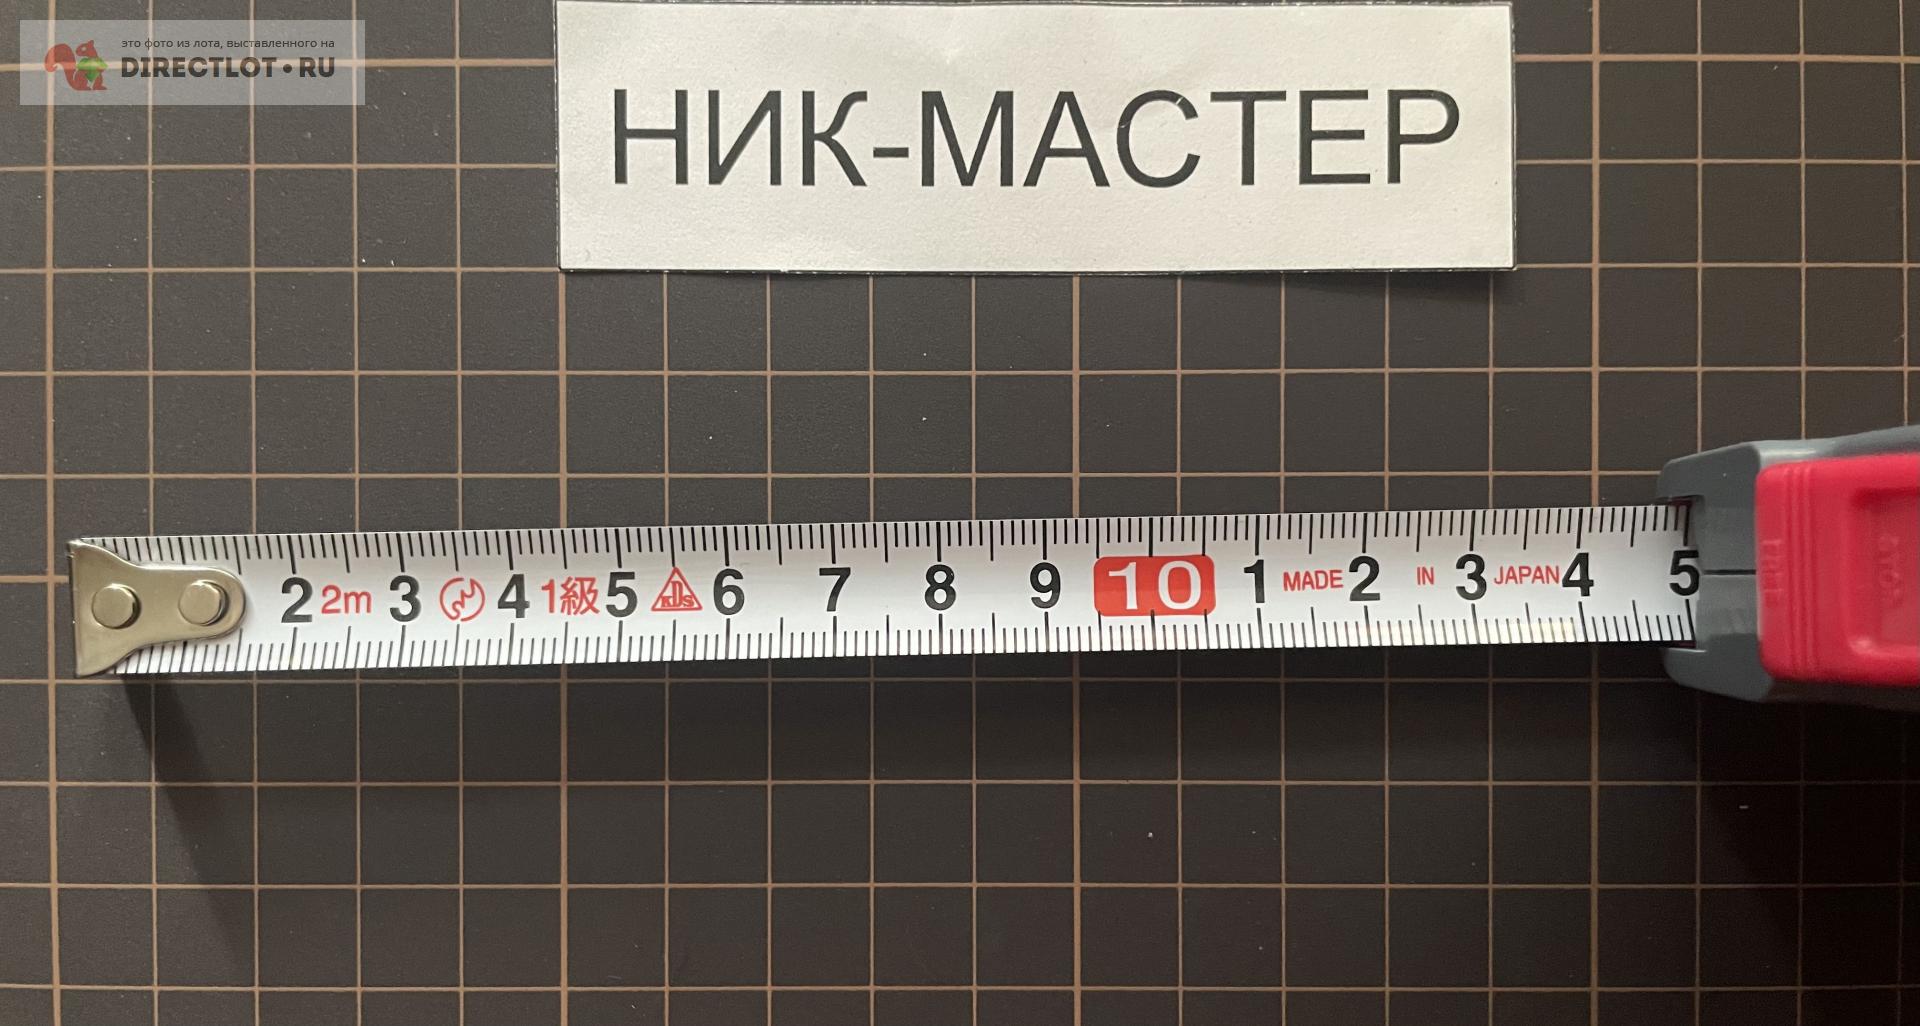 это фото из лота, выставленного на
DIRECTLOT.RU
НИК-МАСТЕР
2 2m 3 4 1級 5 KDS 6 7 8 9 10 1 MADE 2 IN 3 JAPAN 4 5